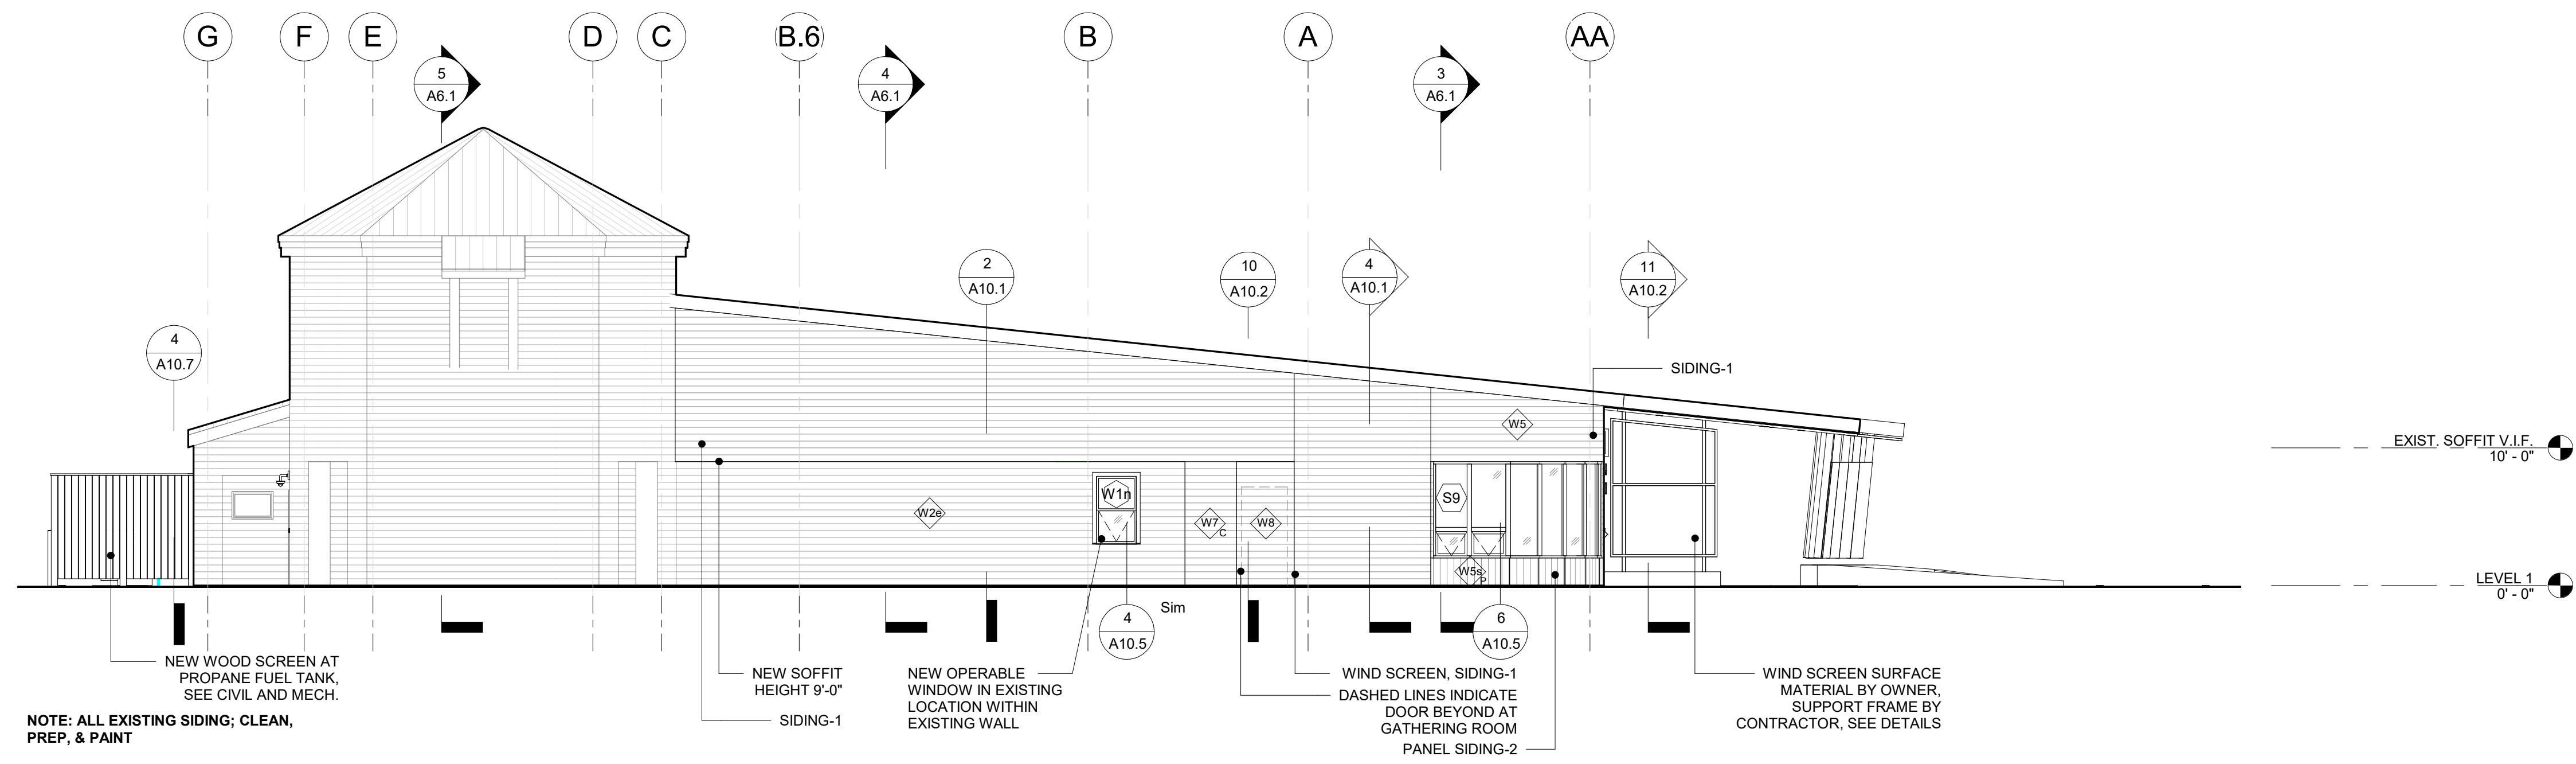 G
F
E
D
C
B.6
B
A
AA
5
A6.1
4
A6.1
3
A6.1
2
A10.1
10
A10.2
4
A10.1
11
A10.2
4
A10.7
SIDING-1
W5
EXIST. SOFFIT V.I.F.
10' - 0"
W1n
S9
W2e
W7
C
W8
W5s
P
LEVEL 1
0' - 0"
Sim
4
A10.5
6
A10.5
NEW WOOD SCREEN AT
PROPANE FUEL TANK,
SEE CIVIL AND MECH.
NOTE: ALL EXISTING SIDING; CLEAN,
PREP, & PAINT
NEW SOFFIT
HEIGHT 9'-0"
SIDING-1
NEW OPERABLE
WINDOW IN EXISTING
LOCATION WITHIN
EXISTING WALL
WIND SCREEN, SIDING-1
DASHED LINES INDICATE
DOOR BEYOND AT
GATHERING ROOM
PANEL SIDING-2
WIND SCREEN SURFACE
MATERIAL BY OWNER,
SUPPORT FRAME BY
CONTRACTOR, SEE DETAILS